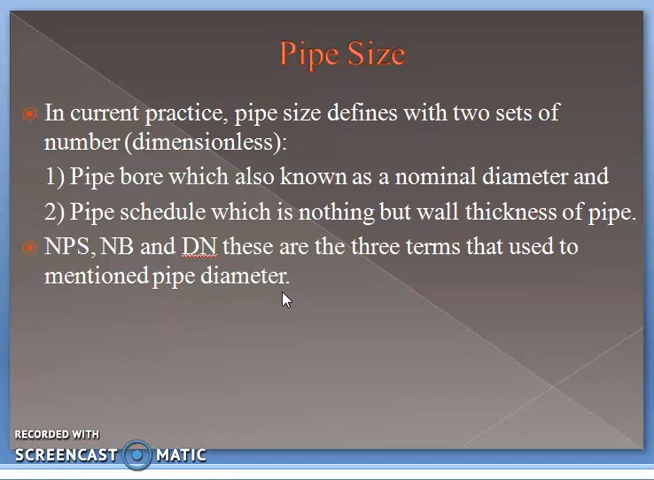 Pipe Size
In current practice, pipe size defines with two sets of
number (dimensionless):
1) Pipe bore which also known as a nominal diameter and
2) Pipe schedule which is nothing but wall thickness of pipe.
NPS, NB and DN these are the three terms that used to
mentioned pipe diameter.
RECORDED WITH
SCREENCAST MATIC